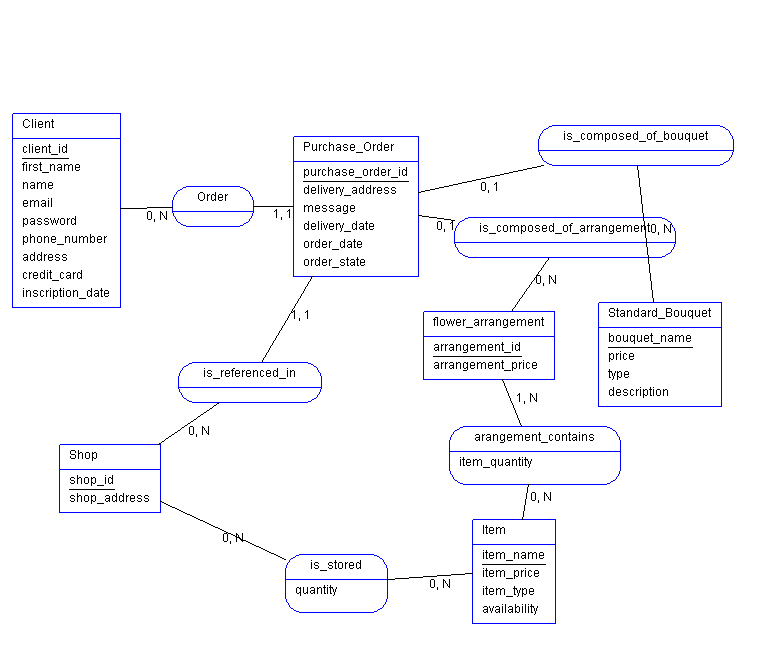 Client
client_id
first_name
name
email
password
phone_number
address
credit_card
inscription_date
0, N
Order
1, 1
Purchase_Order
purchase_order_id
delivery_address
message
delivery_date
order_date
order_state
0, 1
is_composed_of_bouquet
0, 1
is_composed_of_arrangement
0, N
0, N
flower_arrangement
arrangement_id
arrangement_price
Standard_Bouquet
bouquet_name
price
type
description
1, 1
is_referenced_in
0, N
1, N
arangement_contains
item_quantity
Shop
shop_id
shop_address
0, N
0, N
is_stored
quantity
0, N
Item
item_name
item_price
item_type
availability